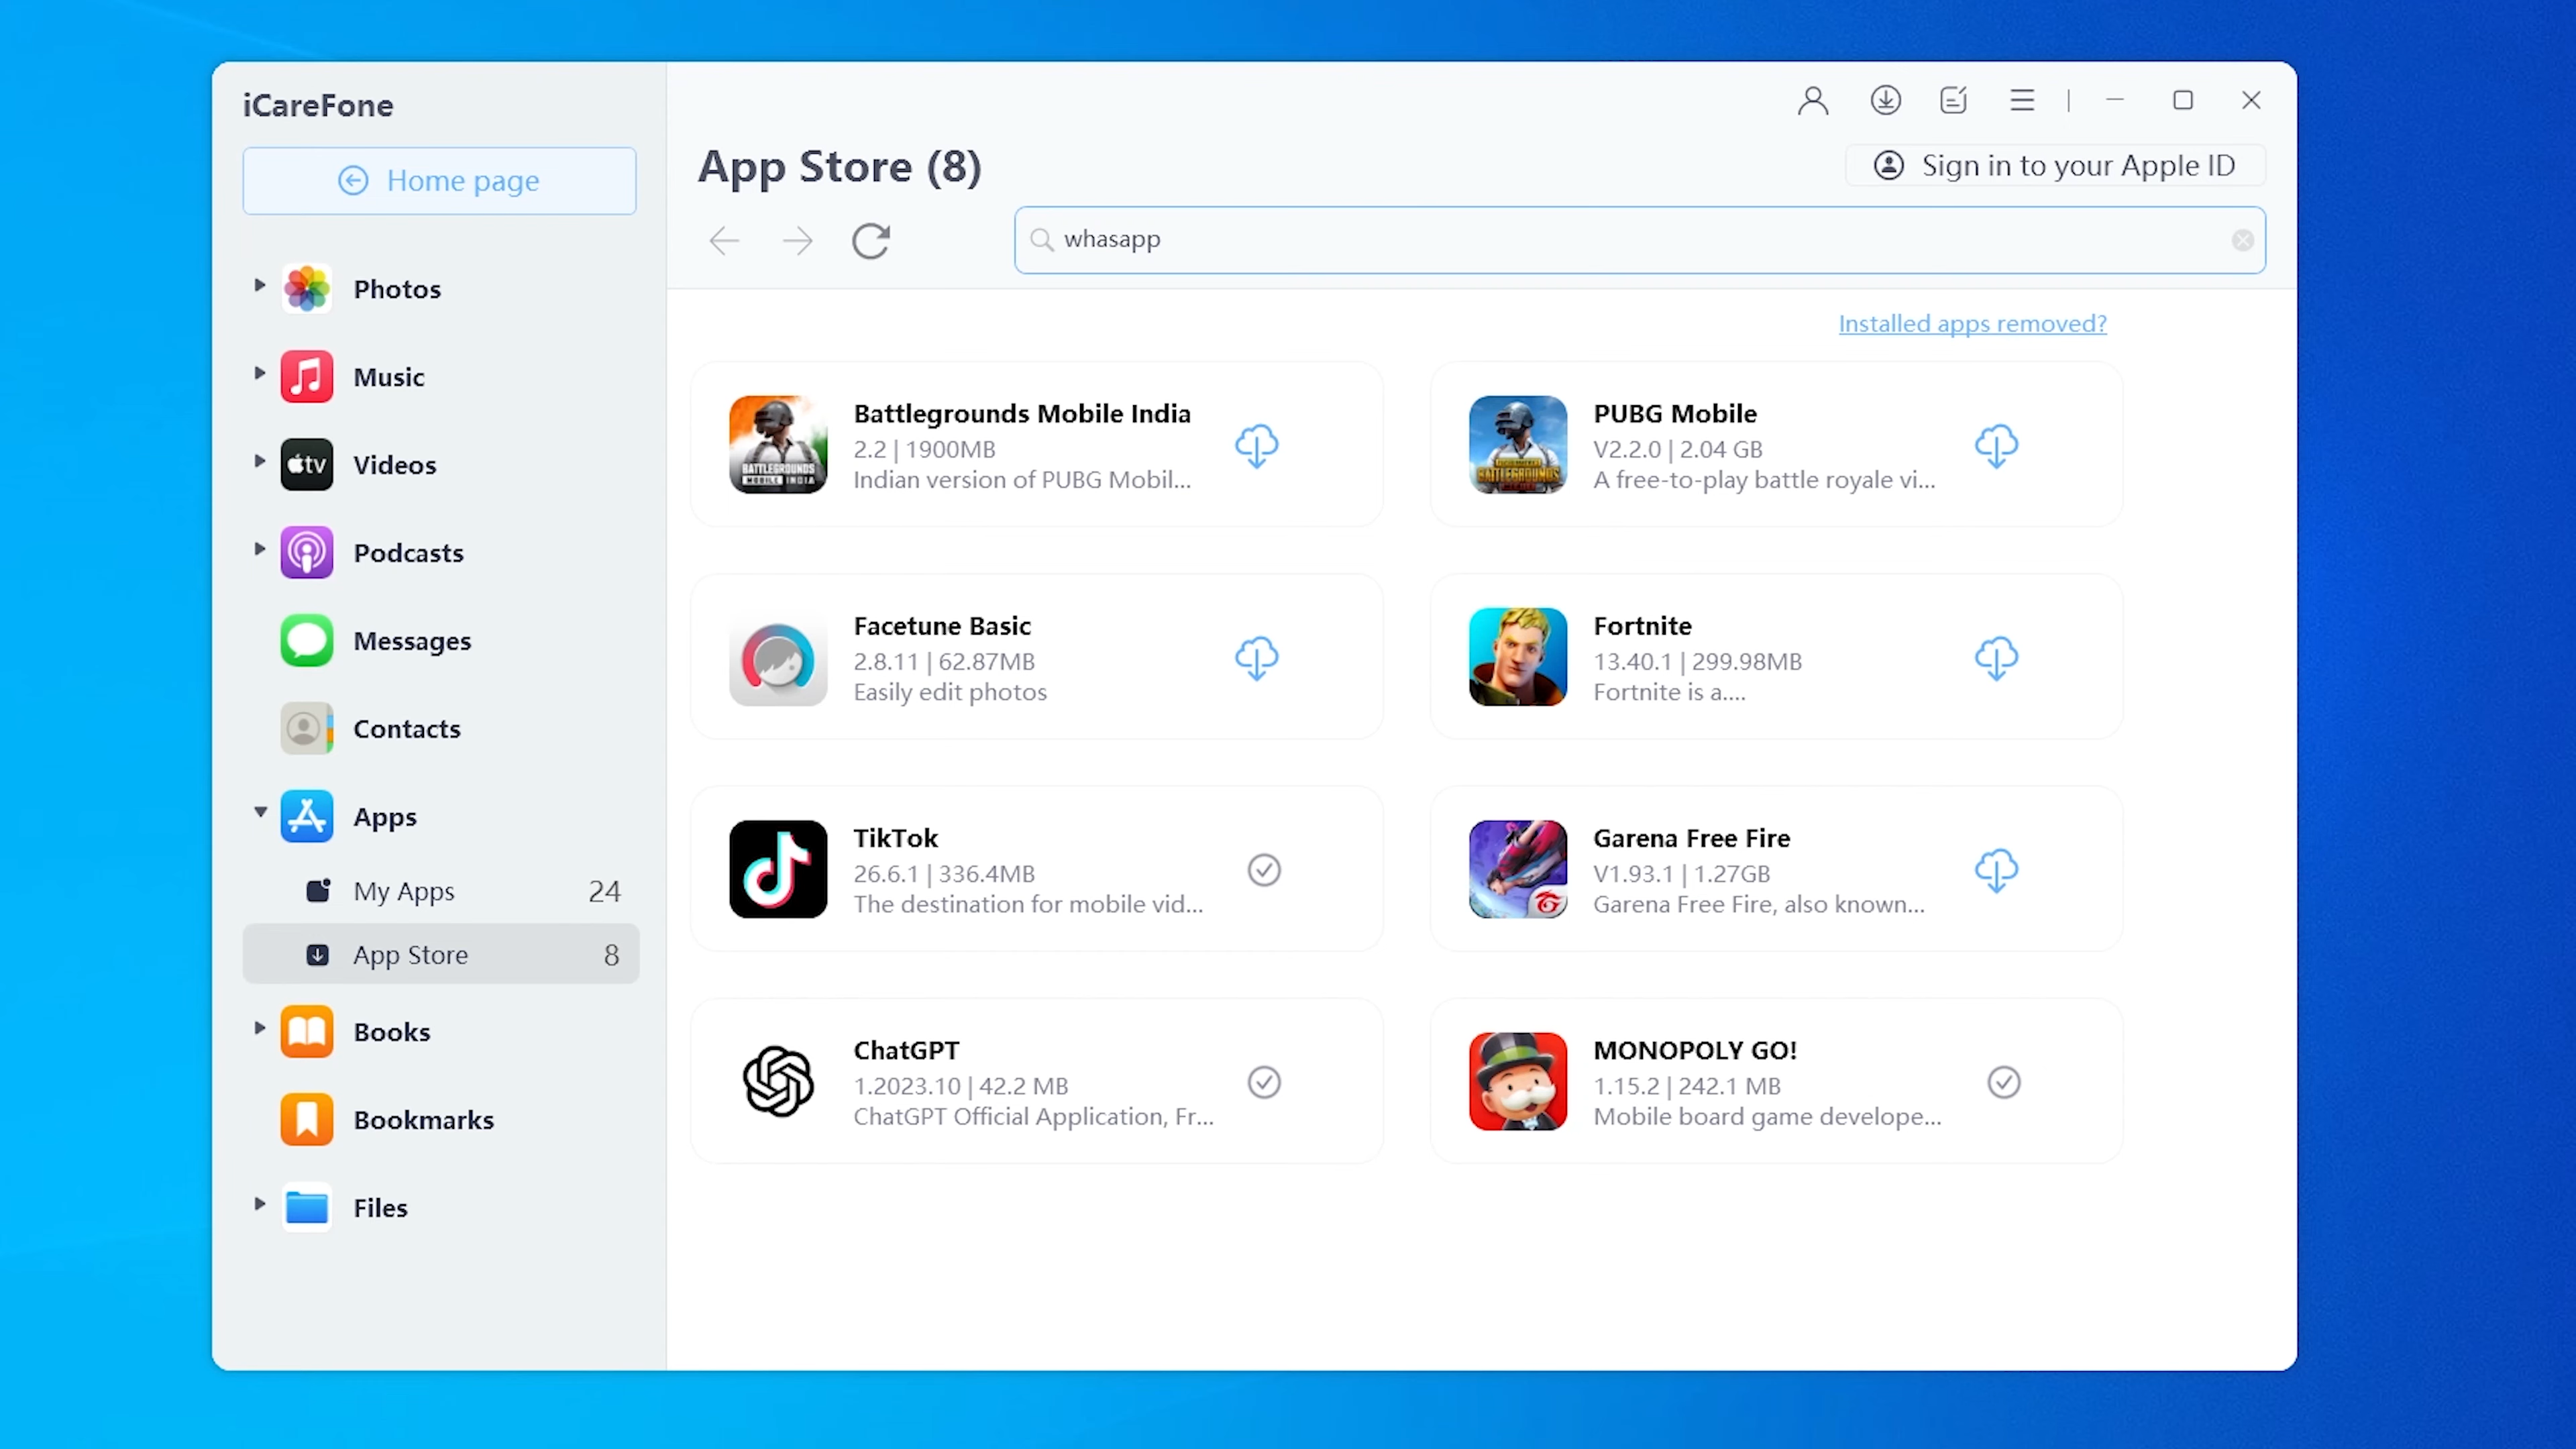 iCareFone
Home page
Photos
Music
tv
Videos
Podcasts
Messages
Contacts
Apps
My Apps 24
App Store 8
Books
Bookmarks
Files
App Store (8)
Sign in to your Apple ID
whasapp
Installed apps removed?
BATTLEGROUNDS
MOBILE INDIA
Battlegrounds Mobile India
2.2 | 1900MB
Indian version of PUBG Mobil...
BATTLEGROUNDS
PUBG Mobile
V2.2.0 | 2.04 GB
A free-to-play battle royale vi...
Facetune Basic
2.8.11 | 62.87MB
Easily edit photos
Fortnite
13.40.1 | 299.98MB
Fortnite is a....
TikTok
26.6.1 | 336.4MB
The destination for mobile vid...
Garena Free Fire
V1.93.1 | 1.27GB
Garena Free Fire, also known...
ChatGPT
1.2023.10 | 42.2 MB
ChatGPT Official Application, Fr...
MONOPOLY GO!
1.15.2 | 242.1 MB
Mobile board game develope...